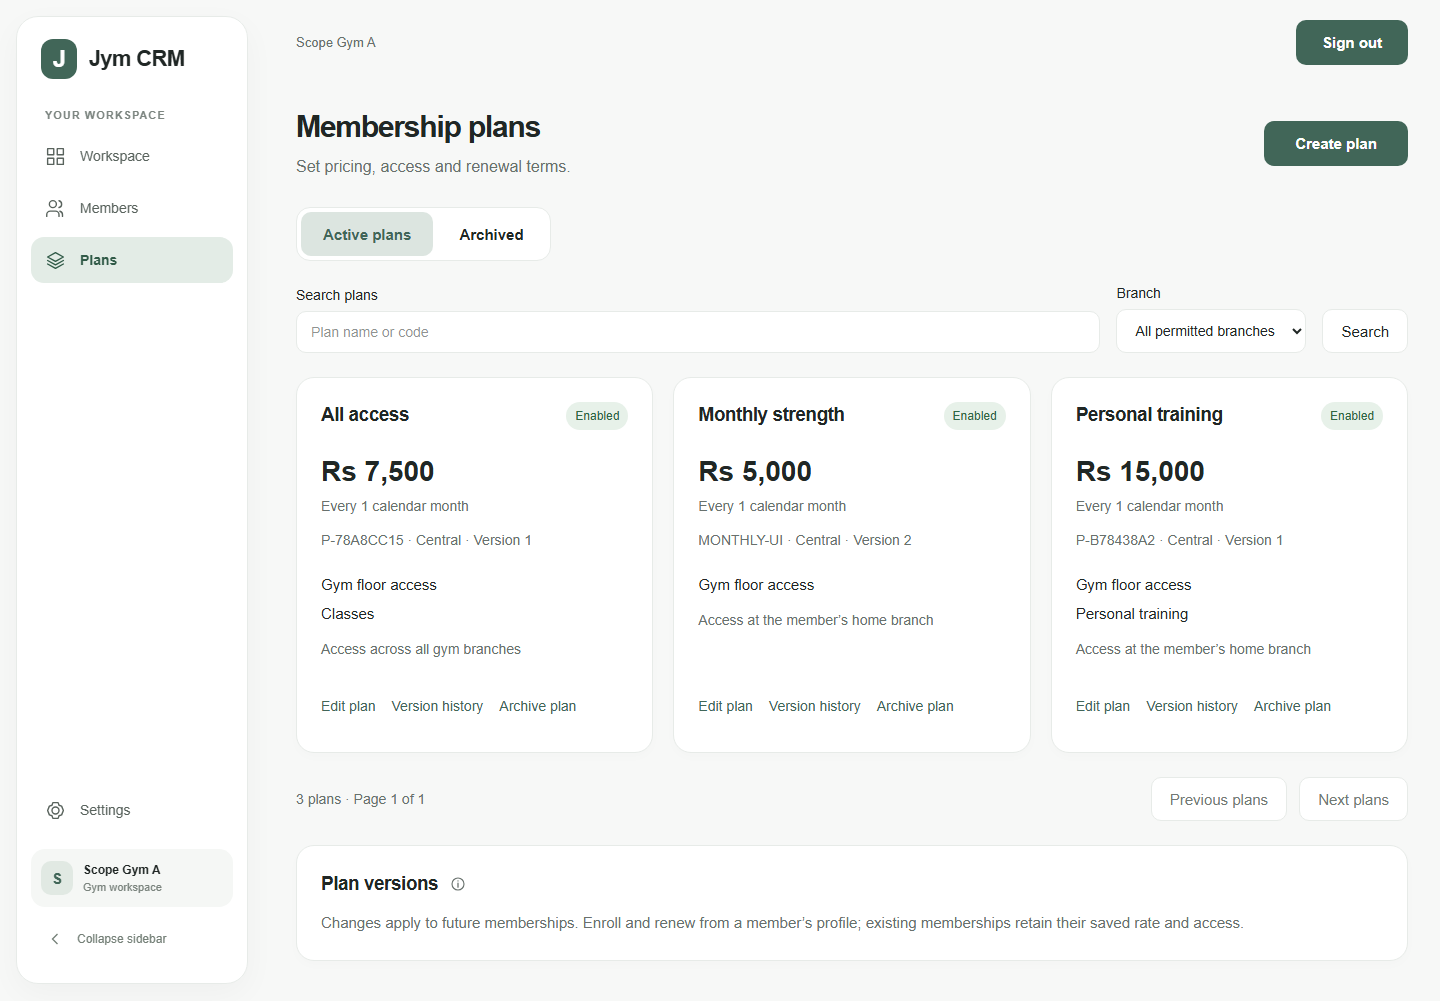 J Jym CRM
YOUR WORKSPACE
Workspace
Members
Plans
Settings
S
Scope Gym A
Gym workspace
Collapse sidebar
Scope Gym A
Sign out
Membership plans
Set pricing, access and renewal terms.
Create plan
Active plans
Archived
Search plans
Plan name or code
Branch
All permitted branches
Search
All access
Enabled
Rs 7,500
Every 1 calendar month
P-78A8CC15 · Central · Version 1
Gym floor access
Classes
Access across all gym branches
Edit plan Version history Archive plan
Monthly strength
Enabled
Rs 5,000
Every 1 calendar month
MONTHLY-UI · Central · Version 2
Gym floor access
Access at the member’s home branch
Edit plan Version history Archive plan
Personal training
Enabled
Rs 15,000
Every 1 calendar month
P-B78438A2 · Central · Version 1
Gym floor access
Personal training
Access at the member’s home branch
Edit plan Version history Archive plan
3 plans · Page 1 of 1
Previous plans
Next plans
Plan versions
Changes apply to future memberships. Enroll and renew from a member’s profile; existing memberships retain their saved rate and access.